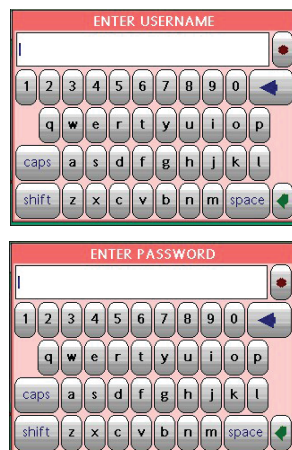 ENTER USERNAME
1 2 3 4 5 6 7 8 9 0
q w e r t y u i o p
caps a s d f g h j k l
shift z x c v b n m space
ENTER PASSWORD
1 2 3 4 5 6 7 8 9 0
q w e r t y u i o p
caps a s d f g h j k l
shift z x c v b n m space